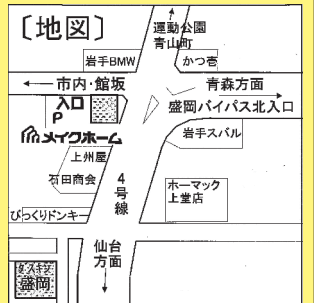 〔地図〕
運動公園
青山町
岩手BMW
かつ壱
←市内・館坂
青森方面→
盛岡バイパス北入口
入口
P
メイクホーム
岩手スバル
上州屋
石田商会
4号線
ホーマック
上堂店
びっくりドンキー
仙台
方面
盛岡